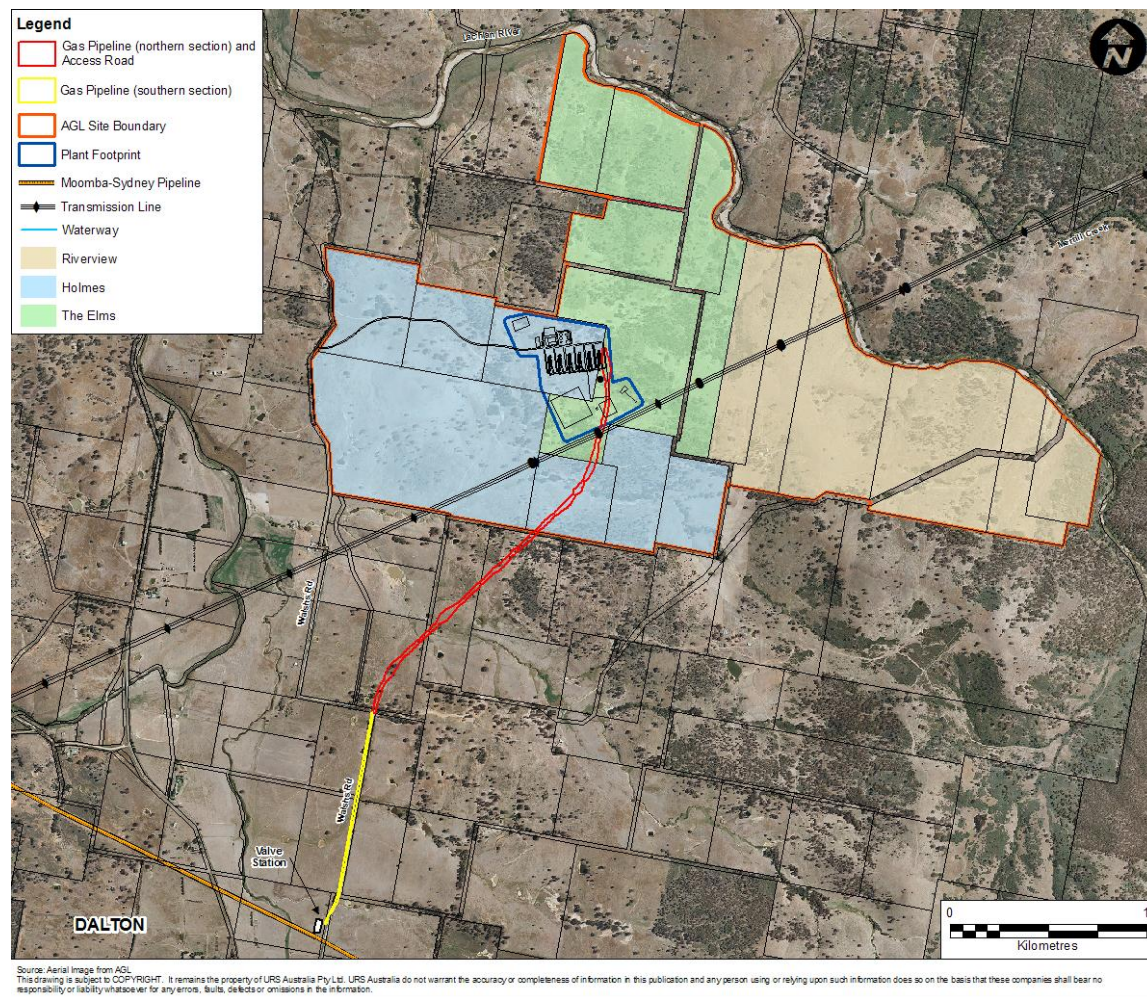 Legend
Gas Pipeline (northern section) and
Access Road
Gas Pipeline (southern section)
AGL Site Boundary
Plant Footprint
Moomba-Sydney Pipeline
Transmission Line
Waterway
Riverview
Holmes
The Elms
Lachlan River
N
Creek
Walshs Rd
Walshs Rd
Valve
Station
DALTON
0 1
Kilometres
Source: Aerial Image from AGL
This drawing is subject to COPYRIGHT. It remains the property of URS Australia Pty Ltd. URS Australia do not warrant the accuracy or completeness of information in this publication and any person using or relying upon such information does so on the basis that these companies shall bear no
responsibility or liability whatsoever for any errors, faults, defects or omissions in the information.